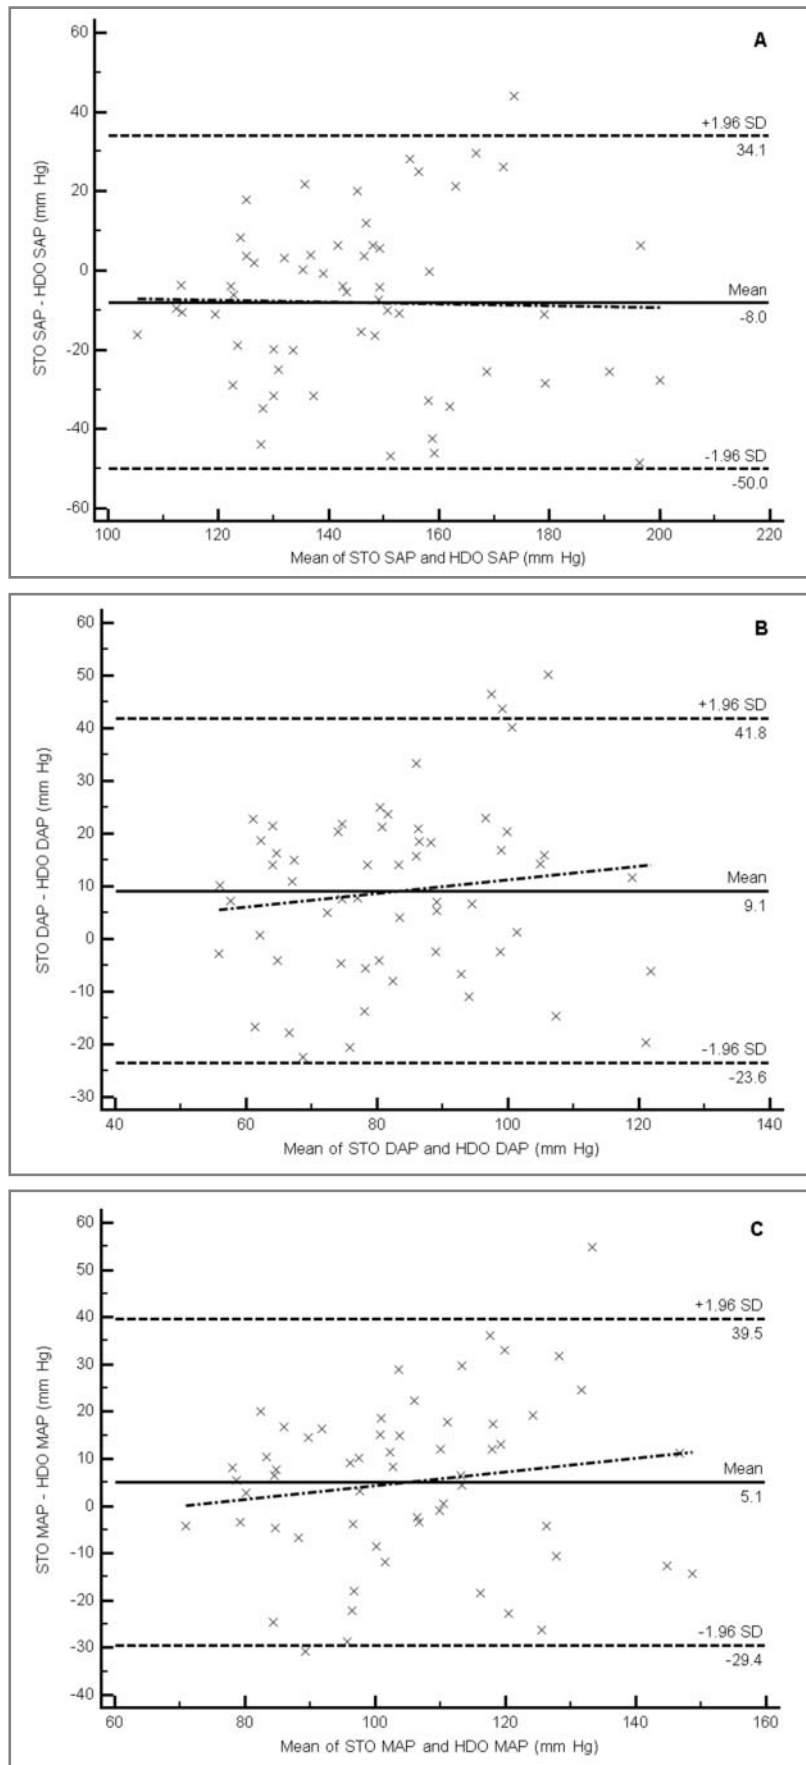 A
60
40
20
0
-20
-40
-60
STO SAP - HDO SAP (mm Hg)
+1.96 SD
34.1
Mean
-8.0
-1.96 SD
-50.0
100 120 140 160 180 200 220
Mean of STO SAP and HDO SAP (mm Hg)
B
60
50
40
30
20
10
0
-10
-20
-30
STO DAP - HDO DAP (mm Hg)
+1.96 SD
41.8
Mean
9.1
-1.96 SD
-23.6
40 60 80 100 120 140
Mean of STO DAP and HDO DAP (mm Hg)
C
60
50
40
30
20
10
0
-10
-20
-30
-40
STO MAP - HDO MAP (mm Hg)
+1.96 SD
39.5
Mean
5.1
-1.96 SD
-29.4
60 80 100 120 140 160
Mean of STO MAP and HDO MAP (mm Hg)